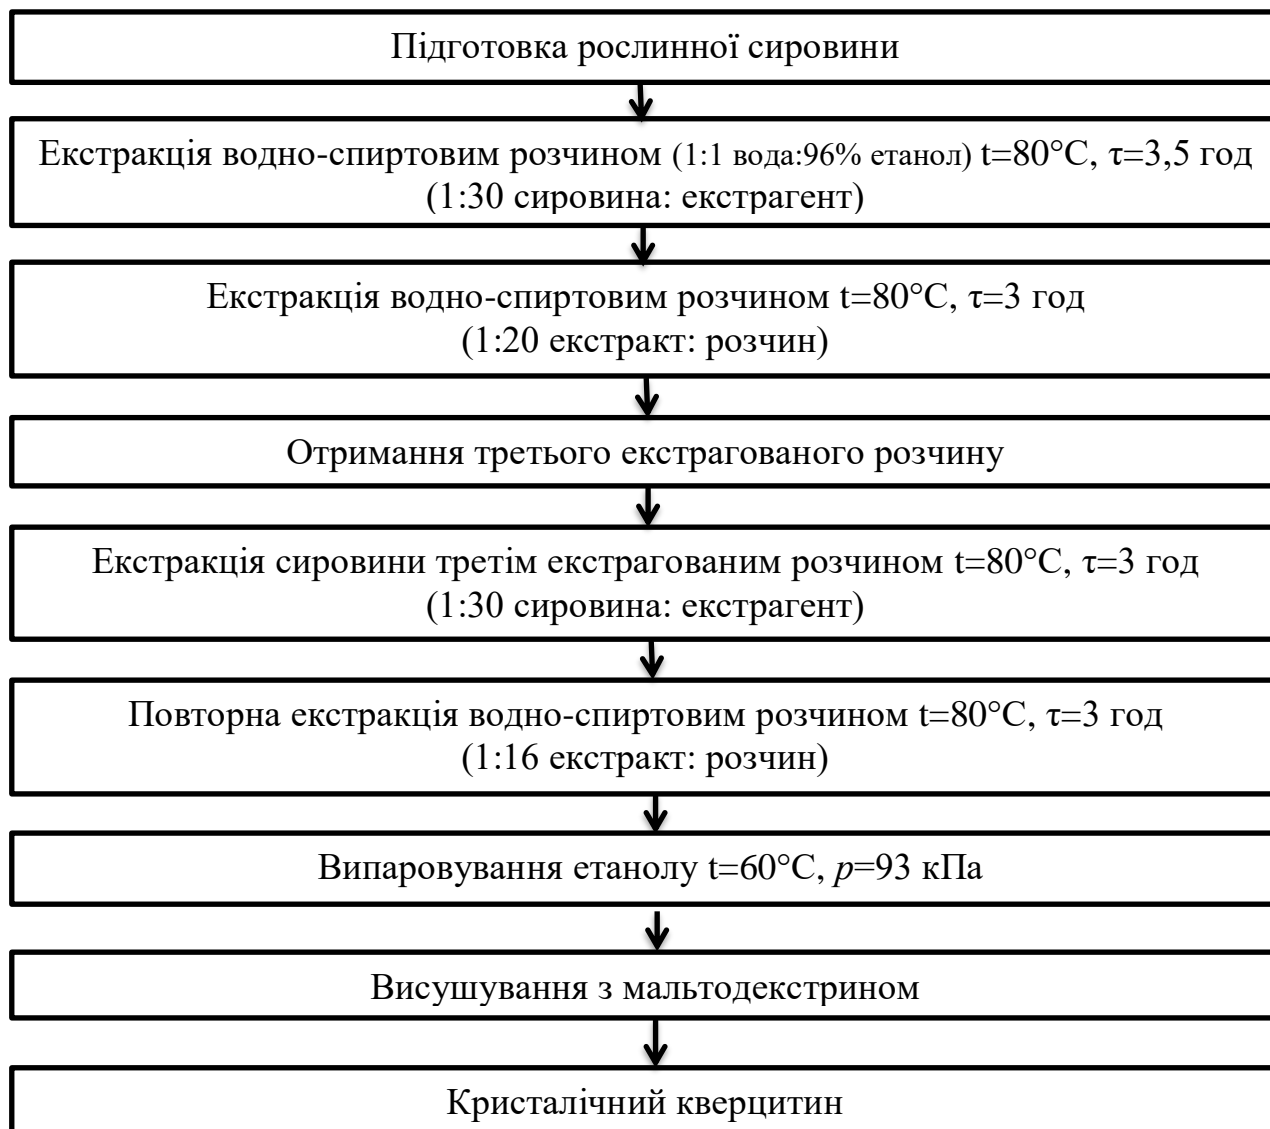 Підготовка рослинної сировини
Екстракція водно-спиртовим розчином (1:1 вода:96% етанол) t=80°C, τ=3,5 год
(1:30 сировина: екстрагент)
Екстракція водно-спиртовим розчином t=80°C, τ=3 год
(1:20 екстракт: розчин)
Отримання третього екстрагованого розчину
Екстракція сировини третім екстрагованим розчином t=80°C, τ=3 год
(1:30 сировина: екстрагент)
Повторна екстракція водно-спиртовим розчином t=80°C, τ=3 год
(1:16 екстракт: розчин)
Випаровування етанолу t=60°C, p=93 кПа
Висушування з мальтодекстрином
Кристалічний кверцитин